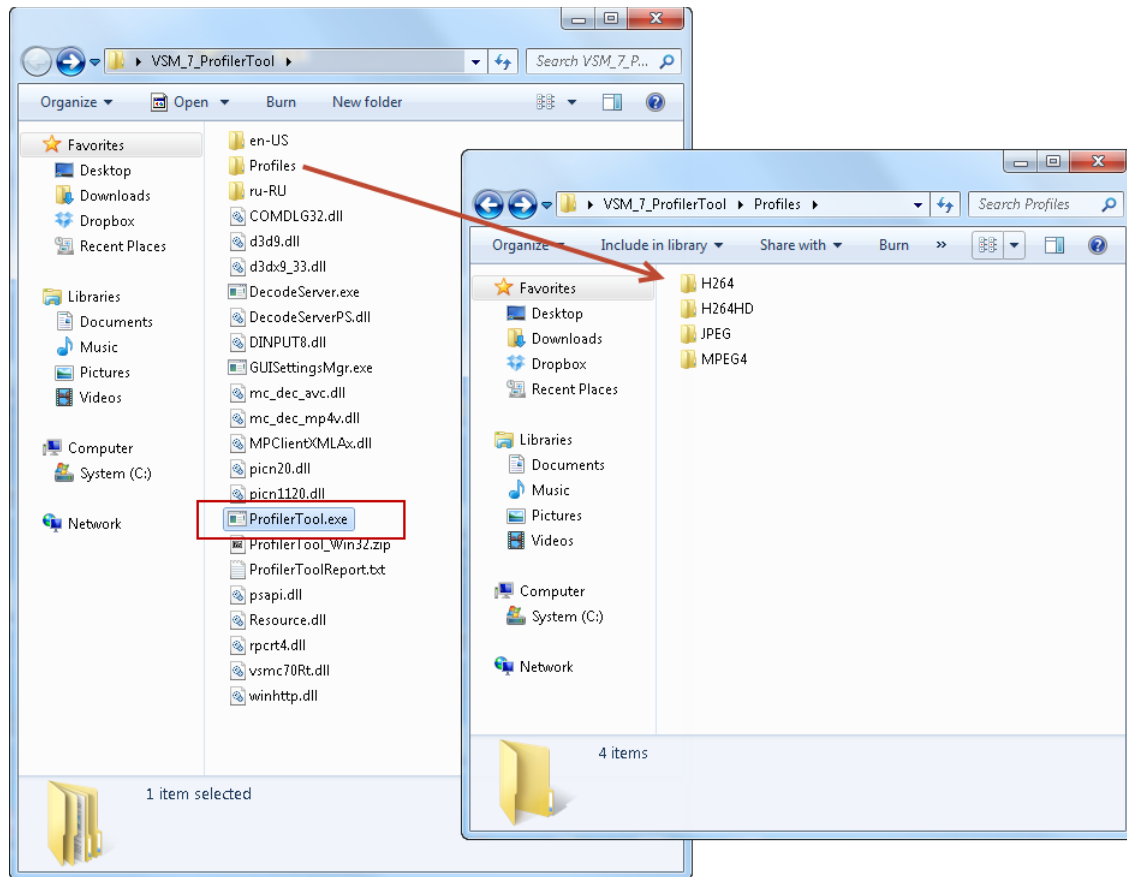 VSM_7_ProfilerTool
Search VSM_7_P...
Organize
Open
Burn
New folder
Favorites
Desktop
Downloads
Dropbox
Recent Places
Libraries
Documents
Music
Pictures
Videos
Computer
System (C:)
Network
en-US
Profiles
ru-RU
COMDLG32.dll
d3d9.dll
d3dx9_33.dll
DecodeServer.exe
DecodeServerPS.dll
DINPUT8.dll
GUISettingsMgr.exe
mc_dec_avc.dll
mc_dec_mp4v.dll
MPClientXMLAx.dll
picn20.dll
picn1120.dll
ProfilerTool.exe
ProfilerTool_Win32.zip
ProfilerToolReport.txt
psapi.dll
Resource.dll
rpcrt4.dll
vsmc70Rt.dll
winhttp.dll
1 item selected
VSM_7_ProfilerTool Profiles
Search Profiles
Organize
Include in library
Share with
Burn
»
Favorites
Desktop
Downloads
Dropbox
Recent Places
Libraries
Documents
Music
Pictures
Videos
Computer
System (C:)
Network
H264
H264HD
JPEG
MPEG4
4 items